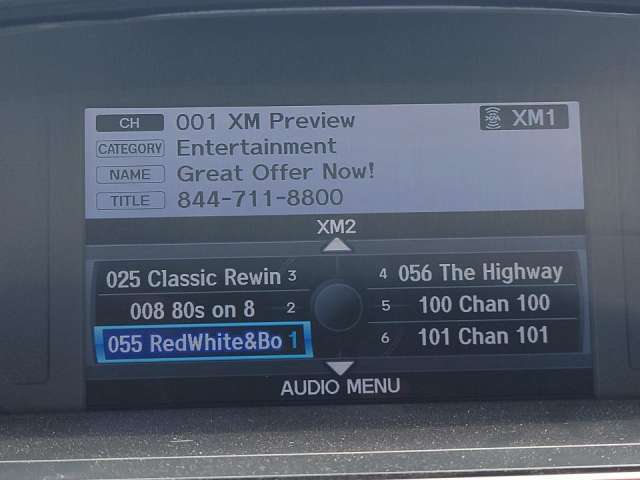 CH 001 XM Preview XM1
CATEGORY Entertainment
NAME Great Offer Now!
TITLE 844-711-8800
XM2
025 Classic Rewin 3 4 056 The Highway
008 80s on 8 2 5 100 Chan 100
055 RedWhite&Bo 1 6 101 Chan 101
AUDIO MENU